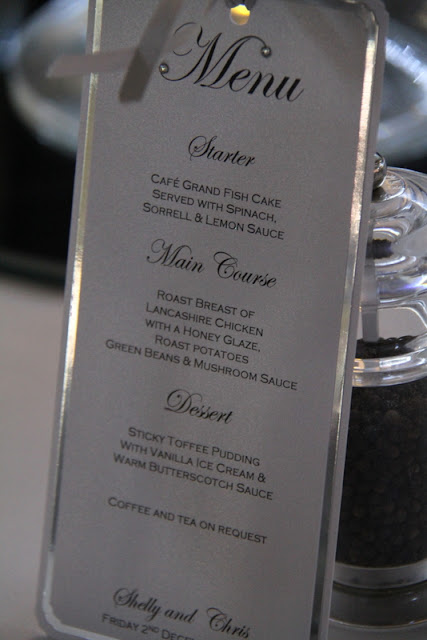 Menu
Starter
Café Grand Fish Cake
Served with Spinach,
Sorrell & Lemon Sauce
Main Course
Roast Breast of
Lancashire Chicken
with a Honey Glaze,
Roast potatoes
Green Beans & Mushroom Sauce
Dessert
Sticky Toffee Pudding
with Vanilla Ice Cream &
Warm Butterscotch Sauce
Coffee and tea on request
Shelly and Chris
Friday 2nd Dece